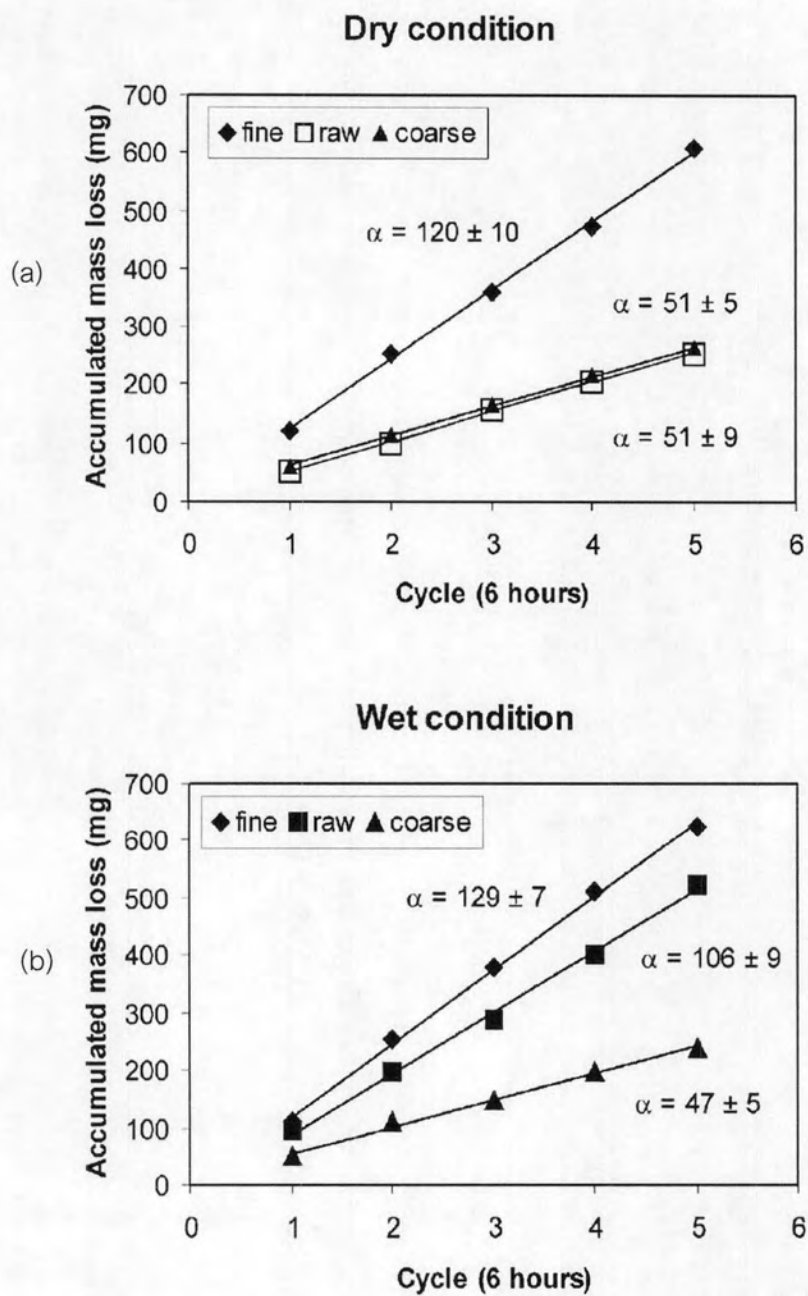 Dry condition
(a)
Accumulated mass loss (mg)
700
600
500
400
300
200
100
0
◆ fine □ raw ▲ coarse
α = 120 ± 10
α = 51 ± 5
α = 51 ± 9
0 1 2 3 4 5 6
Cycle (6 hours)
Wet condition
(b)
Accumulated mass loss (mg)
700
600
500
400
300
200
100
0
◆ fine ■ raw ▲ coarse
α = 129 ± 7
α = 106 ± 9
α = 47 ± 5
0 1 2 3 4 5 6
Cycle (6 hours)